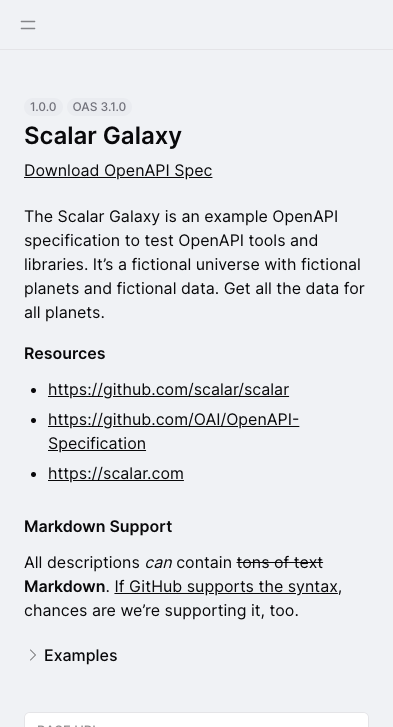 1.0.0 OAS 3.1.0
Scalar Galaxy
Download OpenAPI Spec
The Scalar Galaxy is an example OpenAPI
specification to test OpenAPI tools and
libraries. It’s a fictional universe with fictional
planets and fictional data. Get all the data for
all planets.
Resources
• https://github.com/scalar/scalar
• https://github.com/OAI/OpenAPI-
Specification
• https://scalar.com
Markdown Support
All descriptions can contain tons of text
Markdown. If GitHub supports the syntax,
chances are we’re supporting it, too.
Examples